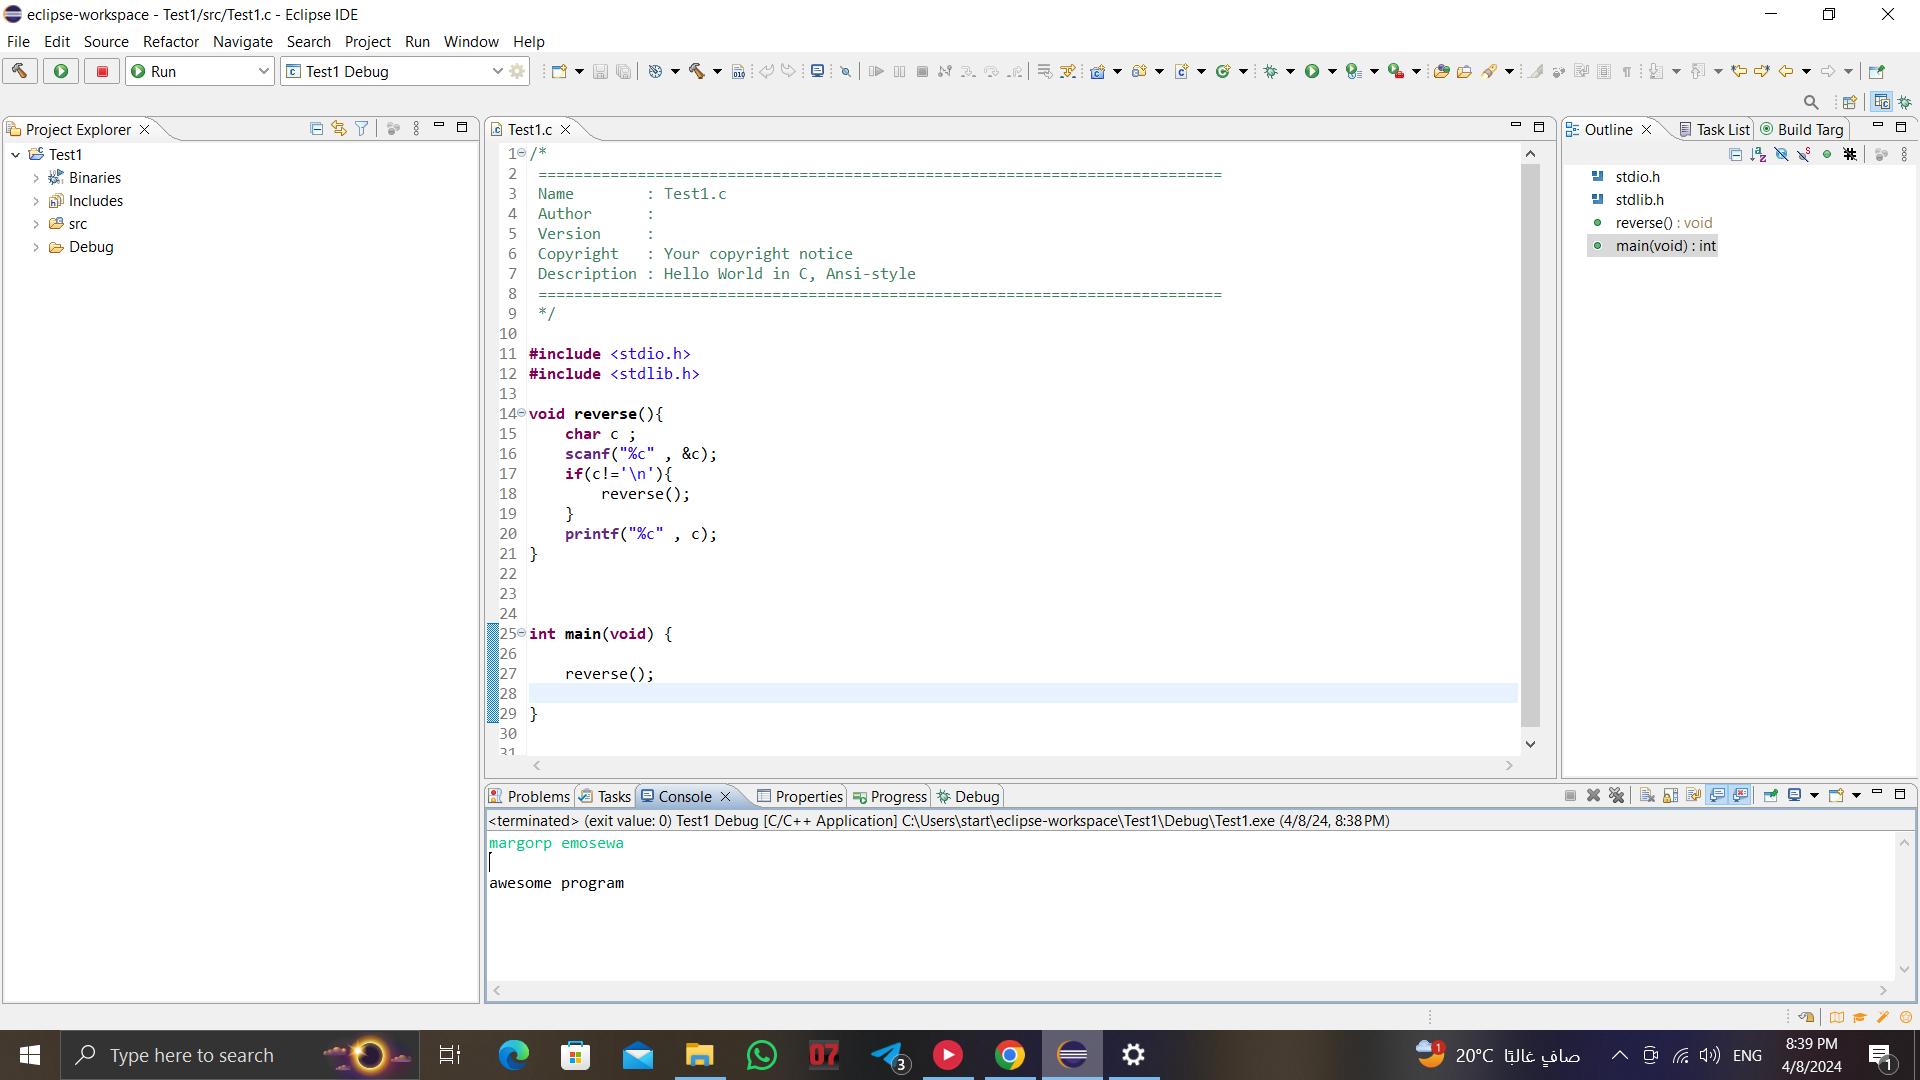 eclipse-workspace - Test1/src/Test1.c - Eclipse IDE
File Edit Source Refactor Navigate Search Project Run Window Help
Run Test1 Debug
Project Explorer
Test1
Binaries
Includes
src
Debug
Test1.c
1 /*
2 ============================================================================
3 Name        : Test1.c
4 Author      :
5 Version     :
6 Copyright   : Your copyright notice
7 Description : Hello World in C, Ansi-style
8 ============================================================================
9 */
10
11 #include <stdio.h>
12 #include <stdlib.h>
13
14 void reverse(){
15     char c ;
16     scanf("%c" , &c);
17     if(c!='\n'){
18         reverse();
19     }
20     printf("%c" , c);
21 }
22
23
24
25 int main(void) {
26
27     reverse();
28
29 }
30
31
Outline Task List Build Targ
stdio.h
stdlib.h
reverse() : void
main(void) : int
Problems Tasks Console Properties Progress Debug
<terminated> (exit value: 0) Test1 Debug [C/C++ Application] C:\Users\start\eclipse-workspace\Test1\Debug\Test1.exe (4/8/24, 8:38 PM)
margorp emosewa
awesome program
Type here to search
07
3
1
20°C صافٍ غالبًا
ENG
8:39 PM
4/8/2024
1